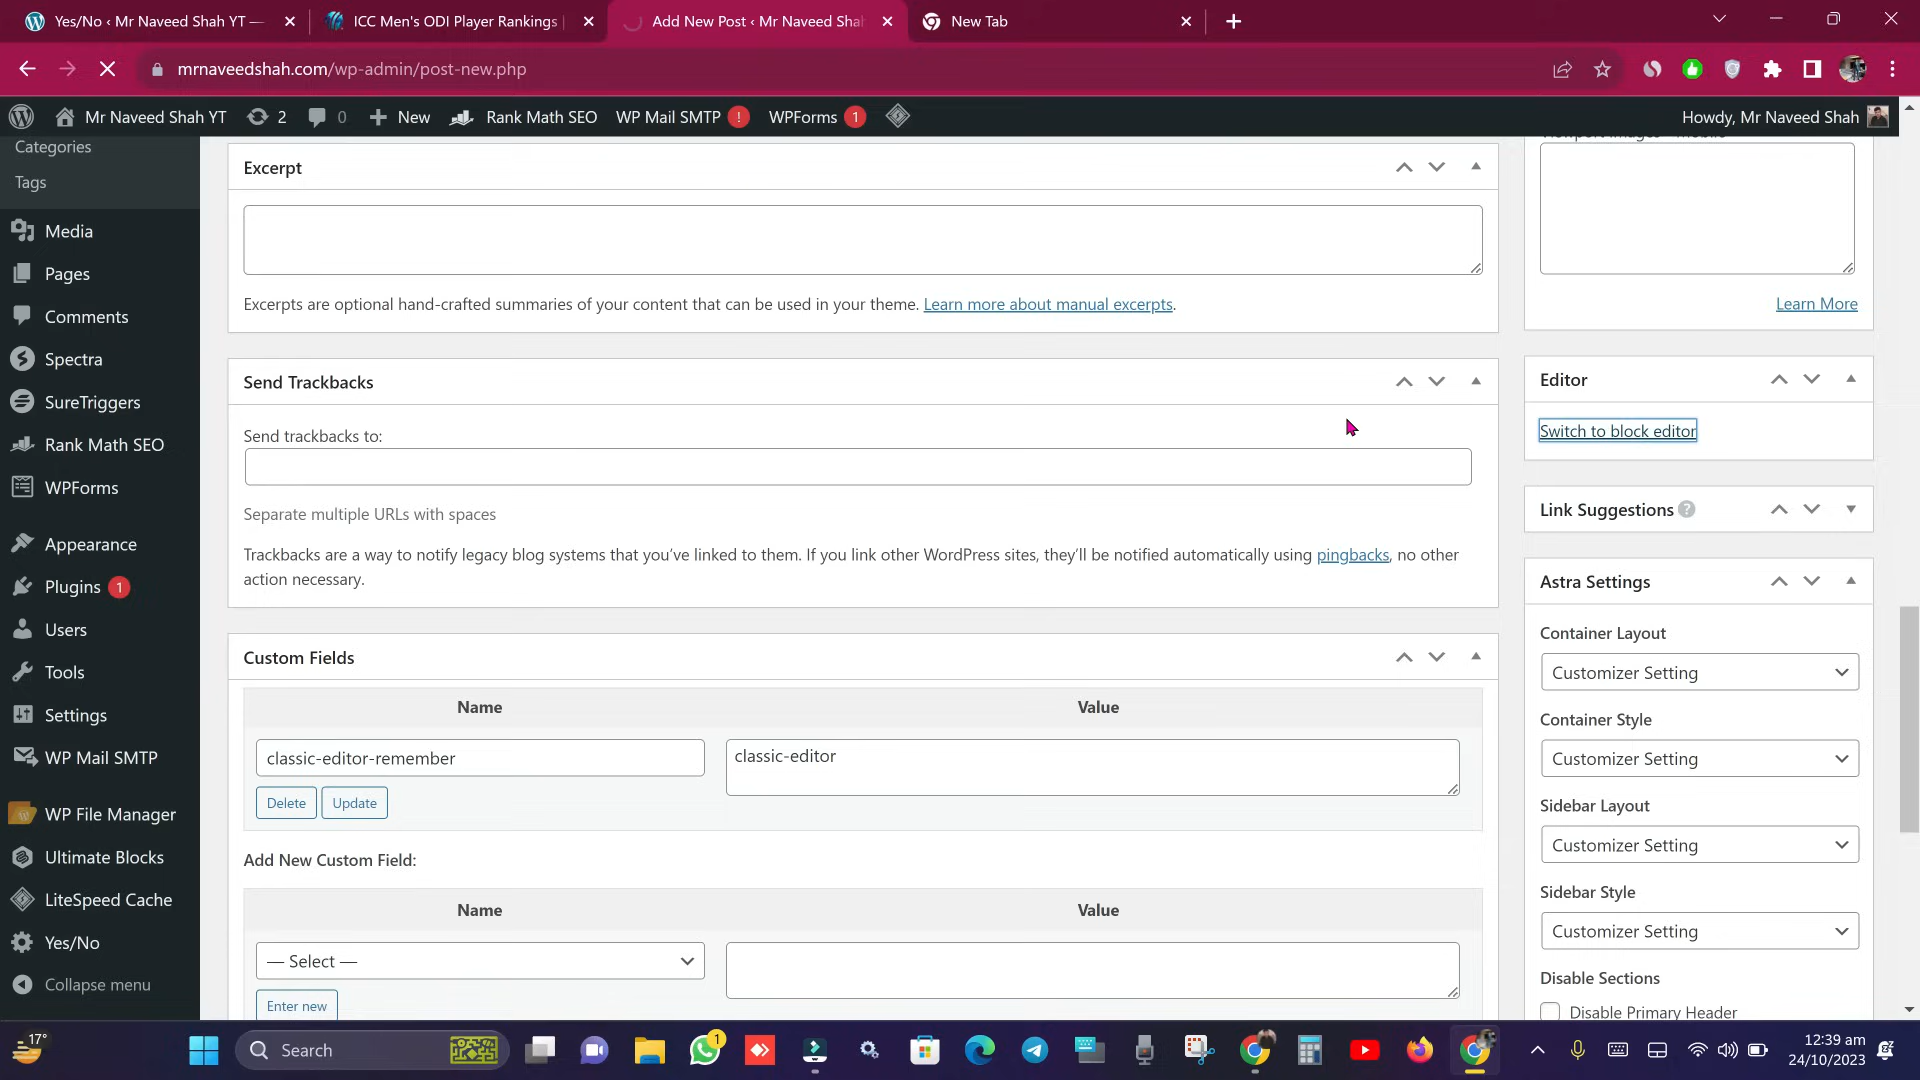 Yes/No ‹ Mr Naveed Shah YT —
ICC Men's ODI Player Rankings |
Add New Post ‹ Mr Naveed Shah
New Tab
mrnaveedshah.com/wp-admin/post-new.php
Mr Naveed Shah YT
2
0
New
Rank Math SEO
WP Mail SMTP !
WPForms 1
Howdy, Mr Naveed Shah
Categories
Tags
Media
Pages
Comments
Spectra
SureTriggers
Rank Math SEO
WPForms
Appearance
Plugins 1
Users
Tools
Settings
WP Mail SMTP
WP File Manager
Ultimate Blocks
LiteSpeed Cache
Yes/No
Collapse menu
Excerpt
Excerpts are optional hand-crafted summaries of your content that can be used in your theme. Learn more about manual excerpts.
Send Trackbacks
Send trackbacks to:
Separate multiple URLs with spaces
Trackbacks are a way to notify legacy blog systems that you've linked to them. If you link other WordPress sites, they'll be notified automatically using pingbacks, no other
action necessary.
Custom Fields
Name Value
classic-editor-remember classic-editor
Delete Update
Add New Custom Field:
Name Value
— Select —
Enter new
Learn More
Editor
Switch to block editor
Link Suggestions ?
Astra Settings
Container Layout
Customizer Setting
Container Style
Customizer Setting
Sidebar Layout
Customizer Setting
Sidebar Style
Customizer Setting
Disable Sections
Disable Primary Header
17°
Search
1
12:39 am
24/10/2023